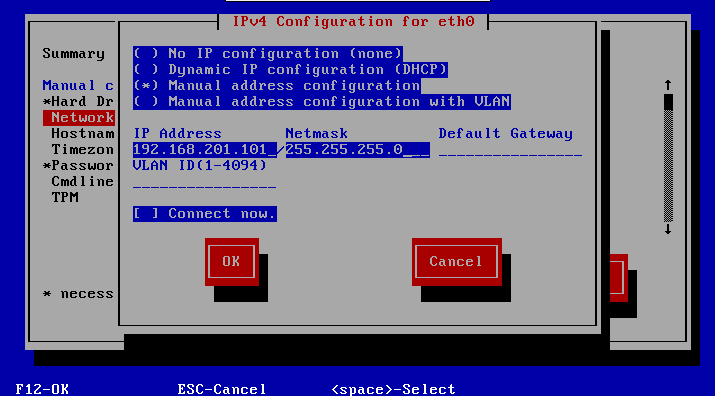 IPv4 Configuration for eth0
Summary
( ) No IP configuration (none)
( ) Dynamic IP configuration (DHCP)
Manual c
(*) Manual address configuration
*Hard Dr
( ) Manual address configuration with VLAN
Network
Hostnam
IP Address Netmask Default Gateway
Timezon
192.168.201.101_/255.255.255.0___ ________________
*Passwor
VLAN ID(1-4094)
Cmdline
________________
TPM
[ ] Connect now.
OK Cancel
* necess
F12-OK ESC-Cancel <space>-Select